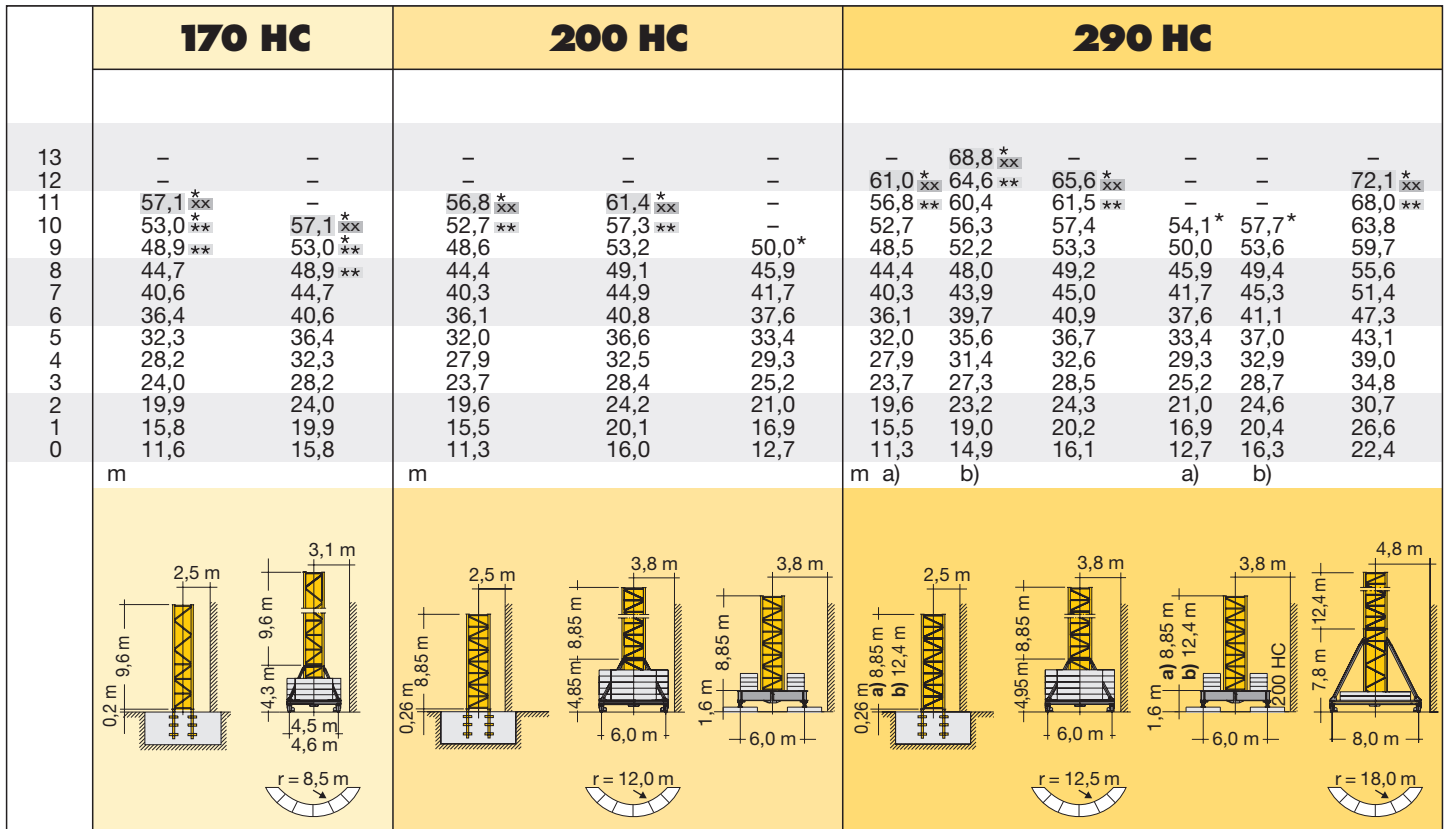 170 HC 200 HC 290 HC
13 – – – – – – 68,8 * xx – – – –
12 – – – – – 61,0 * xx 64,6 ** 65,6 * xx – – 72,1 * xx
11 57,1 * xx – 56,8 * xx 61,4 * xx – 56,8 ** 60,4 61,5 ** – – 68,0 **
10 53,0 * ** 57,1 * xx 52,7 ** 57,3 ** – 52,7 56,3 57,4 54,1 * 57,7 * 63,8
9 48,9 ** 53,0 * ** 48,6 53,2 50,0 * 48,5 52,2 53,3 50,0 53,6 59,7
8 44,7 48,9 ** 44,4 49,1 45,9 44,4 48,0 49,2 45,9 49,4 55,6
7 40,6 44,7 40,3 44,9 41,7 40,3 43,9 45,0 41,7 45,3 51,4
6 36,4 40,6 36,1 40,8 37,6 36,1 39,7 40,9 37,6 41,1 47,3
5 32,3 36,4 32,0 36,6 33,4 32,0 35,6 36,7 33,4 37,0 43,1
4 28,2 32,3 27,9 32,5 29,3 27,9 31,4 32,6 29,3 32,9 39,0
3 24,0 28,2 23,7 28,4 25,2 23,7 27,3 28,5 25,2 28,7 34,8
2 19,9 24,0 19,6 24,2 21,0 19,6 23,2 24,3 21,0 24,6 30,7
1 15,8 19,9 15,5 20,1 16,9 15,5 19,0 20,2 16,9 20,4 26,6
0 11,6 15,8 11,3 16,0 12,7 11,3 14,9 16,1 12,7 16,3 22,4
m m m a) b) a) b)
2,5 m
9,6 m
0,2 m
3,1 m
9,6 m
4,3 m
4,5 m
4,6 m
r = 8,5 m
2,5 m
8,85 m
0,26 m
3,8 m
8,85 m
4,85 m
6,0 m
r = 12,0 m
3,8 m
8,85 m
1,6 m
6,0 m
2,5 m
a) 8,85 m
b) 12,4 m
0,26 m
3,8 m
8,85 m
4,95 m
6,0 m
r = 12,5 m
3,8 m
a) 8,85 m
b) 12,4 m
1,6 m
200 HC
6,0 m
4,8 m
12,4 m
7,8 m
8,0 m
r = 18,0 m